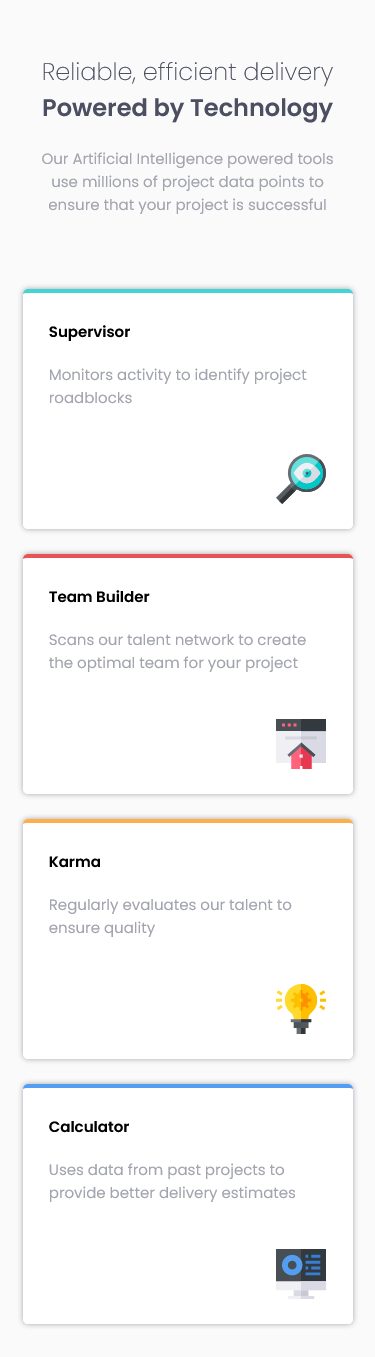 Reliable, efficient delivery
Powered by Technology
Our Artificial Intelligence powered tools
use millions of project data points to
ensure that your project is successful
Supervisor
Monitors activity to identify project
roadblocks
Team Builder
Scans our talent network to create
the optimal team for your project
Karma
Regularly evaluates our talent to
ensure quality
Calculator
Uses data from past projects to
provide better delivery estimates